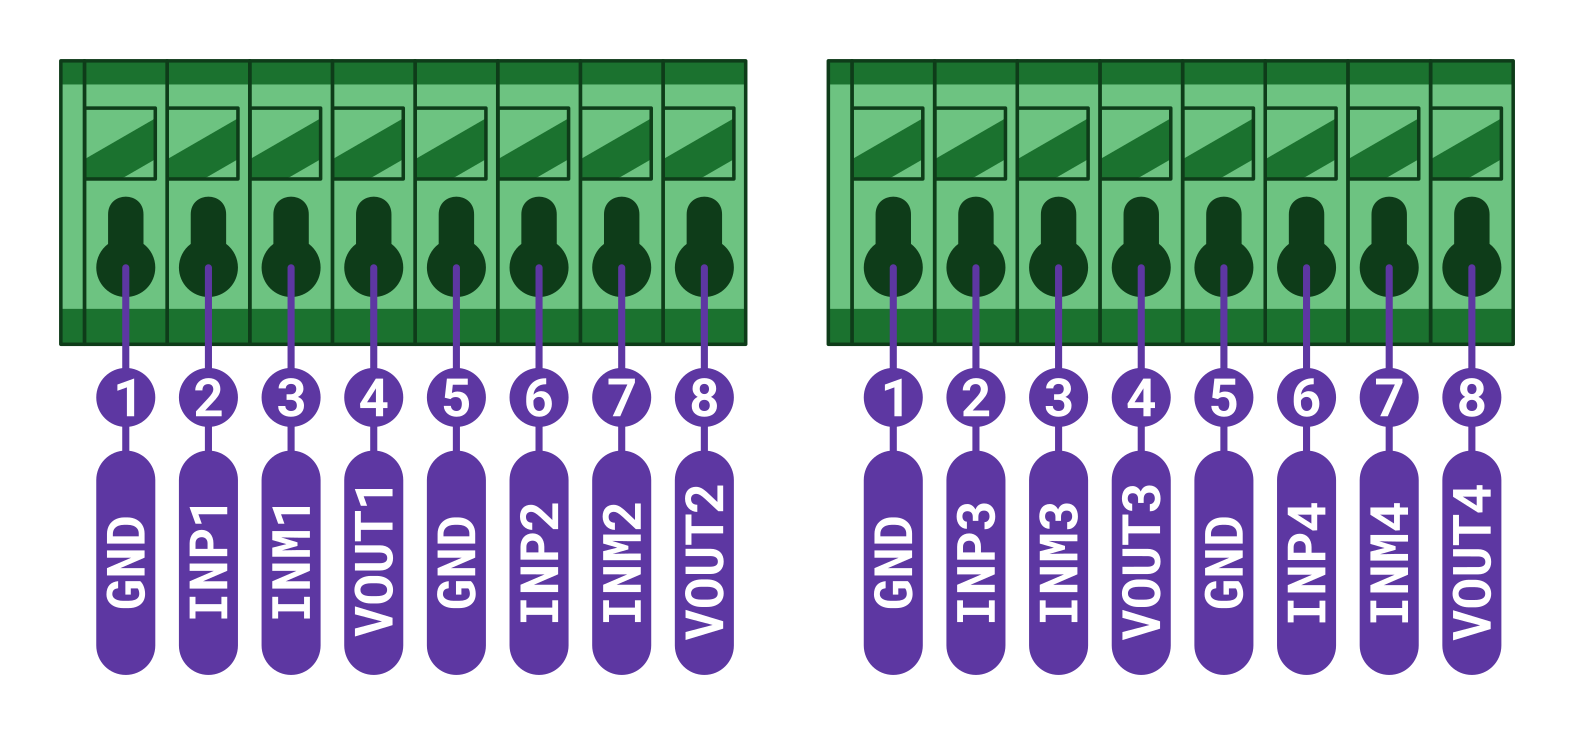 1 2 3 4 5 6 7 8
GND INP1 INM1 VOUT1 GND INP2 INM2 VOUT2
1 2 3 4 5 6 7 8
GND INP3 INM3 VOUT3 GND INP4 INM4 VOUT4